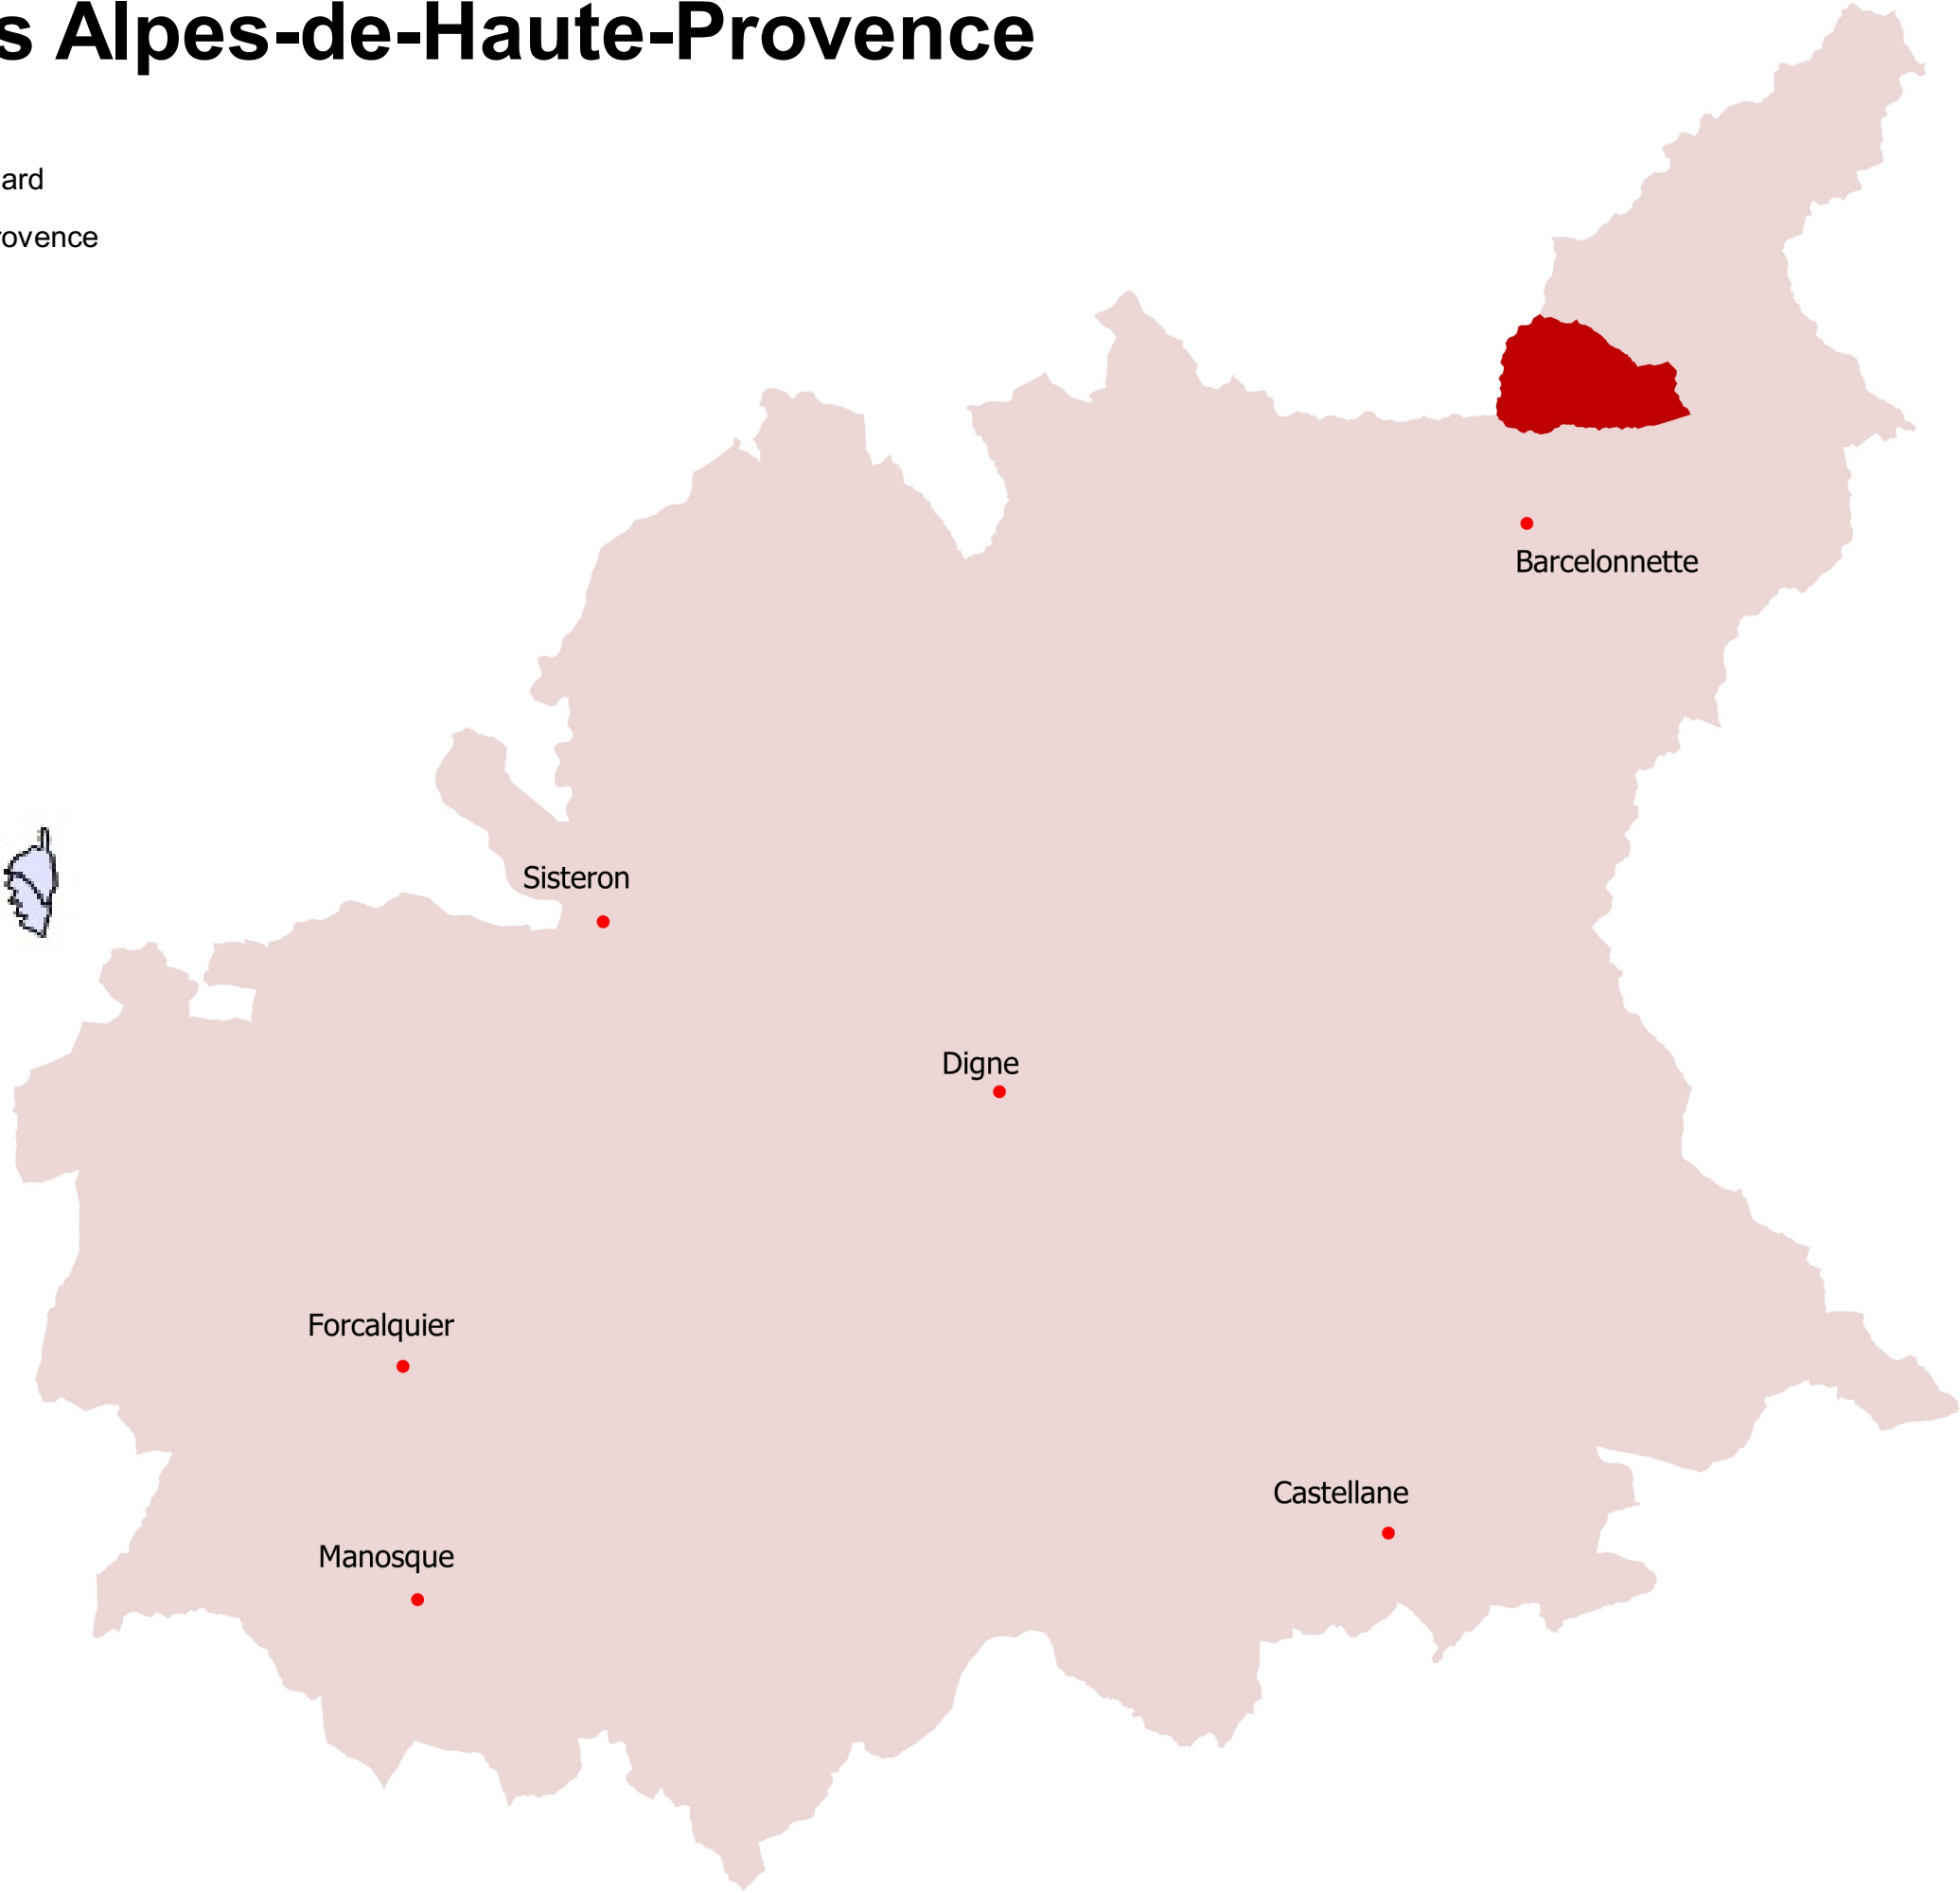 s Alpes-de-Haute-Provence
ard
rovence
Barcelonnette
Sisteron
Digne
Forcalquier
Castellane
Manosque